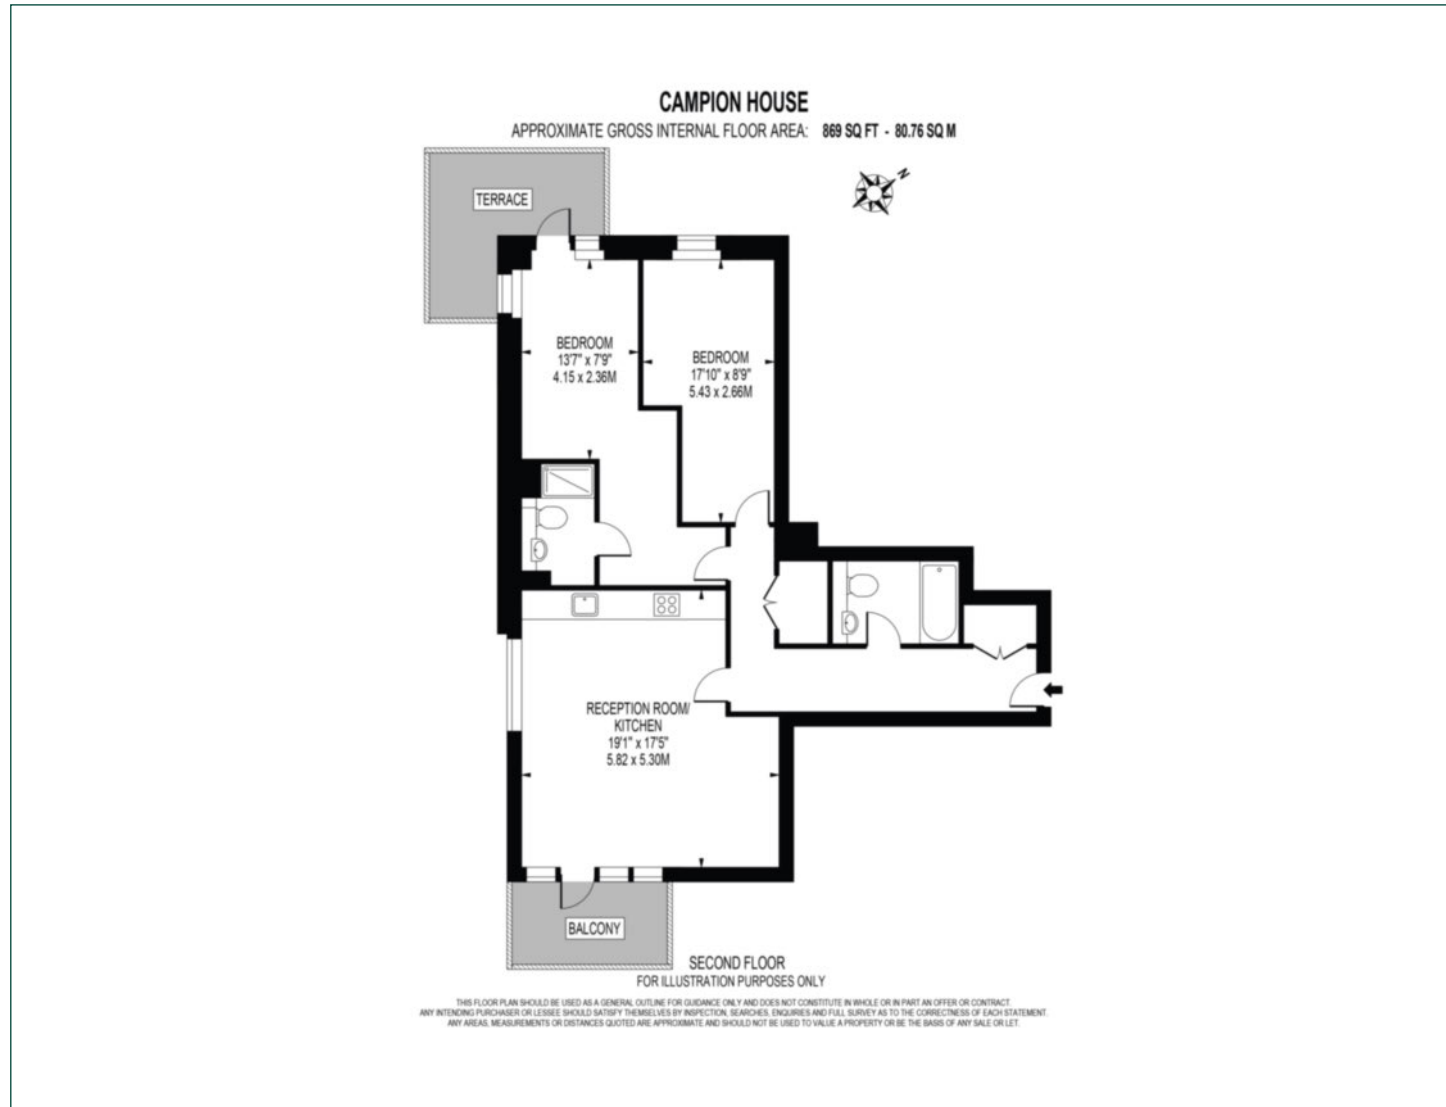 CAMPION HOUSE
APPROXIMATE GROSS INTERNAL FLOOR AREA: 869 SQ FT - 80.76 SQ M
N
TERRACE
BEDROOM
13'7" x 7'9"
4.15 x 2.36M
BEDROOM
17'10" x 8'9"
5.43 x 2.66M
RECEPTION ROOM/
KITCHEN
19'1" x 17'5"
5.82 x 5.30M
BALCONY
SECOND FLOOR
FOR ILLUSTRATION PURPOSES ONLY
THIS FLOOR PLAN SHOULD BE USED AS A GENERAL OUTLINE FOR GUIDANCE ONLY AND DOES NOT CONSTITUTE IN WHOLE OR IN PART AN OFFER OR CONTRACT.
ANY INTENDING PURCHASER OR LESSEE SHOULD SATISFY THEMSELVES BY INSPECTION, SEARCHES, ENQUIRIES AND FULL SURVEY AS TO THE CORRECTNESS OF EACH STATEMENT.
ANY AREAS, MEASUREMENTS OR DISTANCES QUOTED ARE APPROXIMATE AND SHOULD NOT BE USED TO VALUE A PROPERTY OR BE THE BASIS OF ANY SALE OR LET.